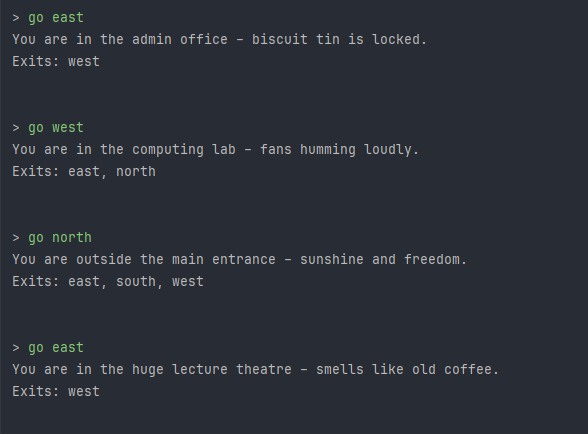 > go east
You are in the admin office – biscuit tin is locked.
Exits: west
> go west
You are in the computing lab – fans humming loudly.
Exits: east, north
> go north
You are outside the main entrance – sunshine and freedom.
Exits: east, south, west
> go east
You are in the huge lecture theatre – smells like old coffee.
Exits: west